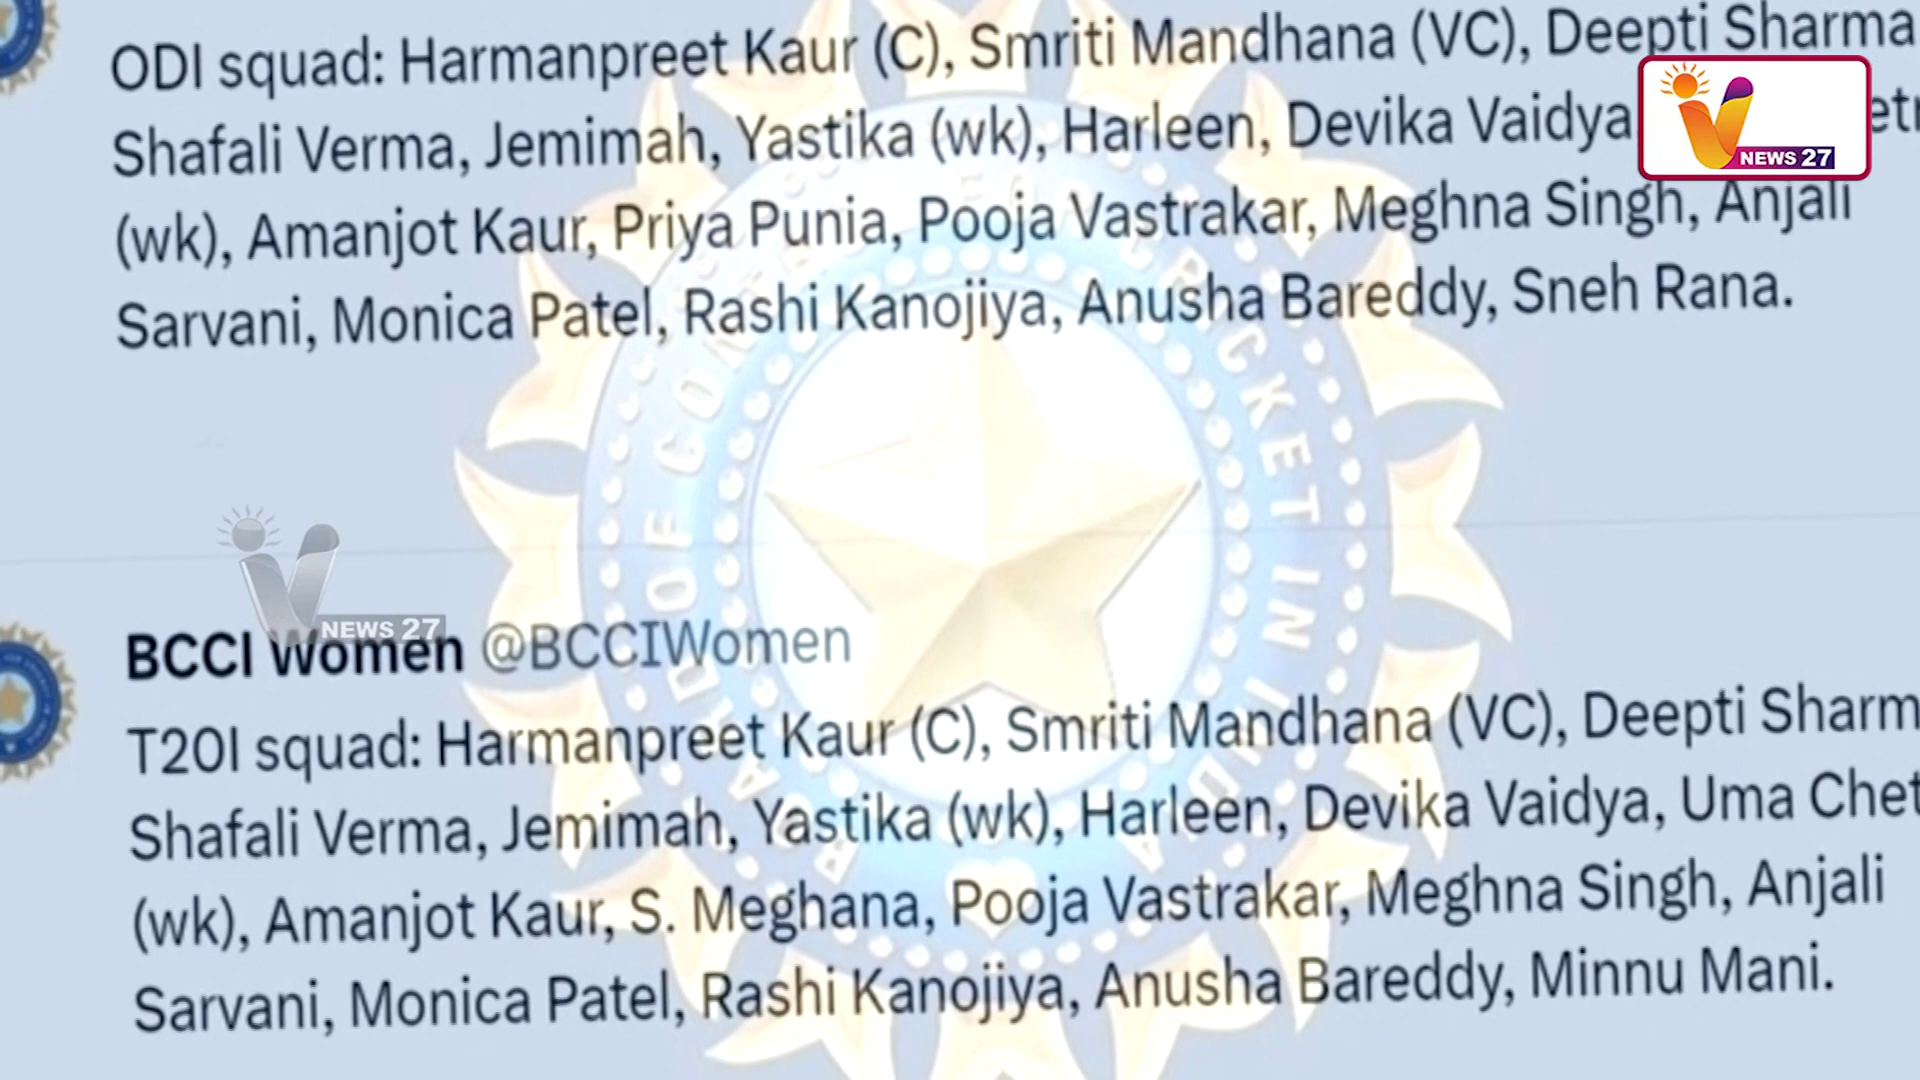 ODI squad: Harmanpreet Kaur (C), Smriti Mandhana (VC), Deepti Sharma
NEWS 27
Shafali Verma, Jemimah, Yastika (wk), Harleen, Devika Vaidya
(wk), Amanjot Kaur, Priya Punia, Pooja Vastrakar, Meghna Singh, Anjali
Sarvani, Monica Patel, Rashi Kanojiya, Anusha Bareddy, Sneh Rana.
CRICKET IN
NEWS 27
BCCI Women @BCCIWomen
T20I squad: Harmanpreet Kaur (C), Smriti Mandhana (VC), Deepti Sharm
Shafali Verma, Jemimah, Yastika (wk), Harleen, Devika Vaidya, Uma Chet
(wk), Amanjot Kaur, S. Meghana, Pooja Vastrakar, Meghna Singh, Anjali
Sarvani, Monica Patel, Rashi Kanojiya, Anusha Bareddy, Minnu Mani.